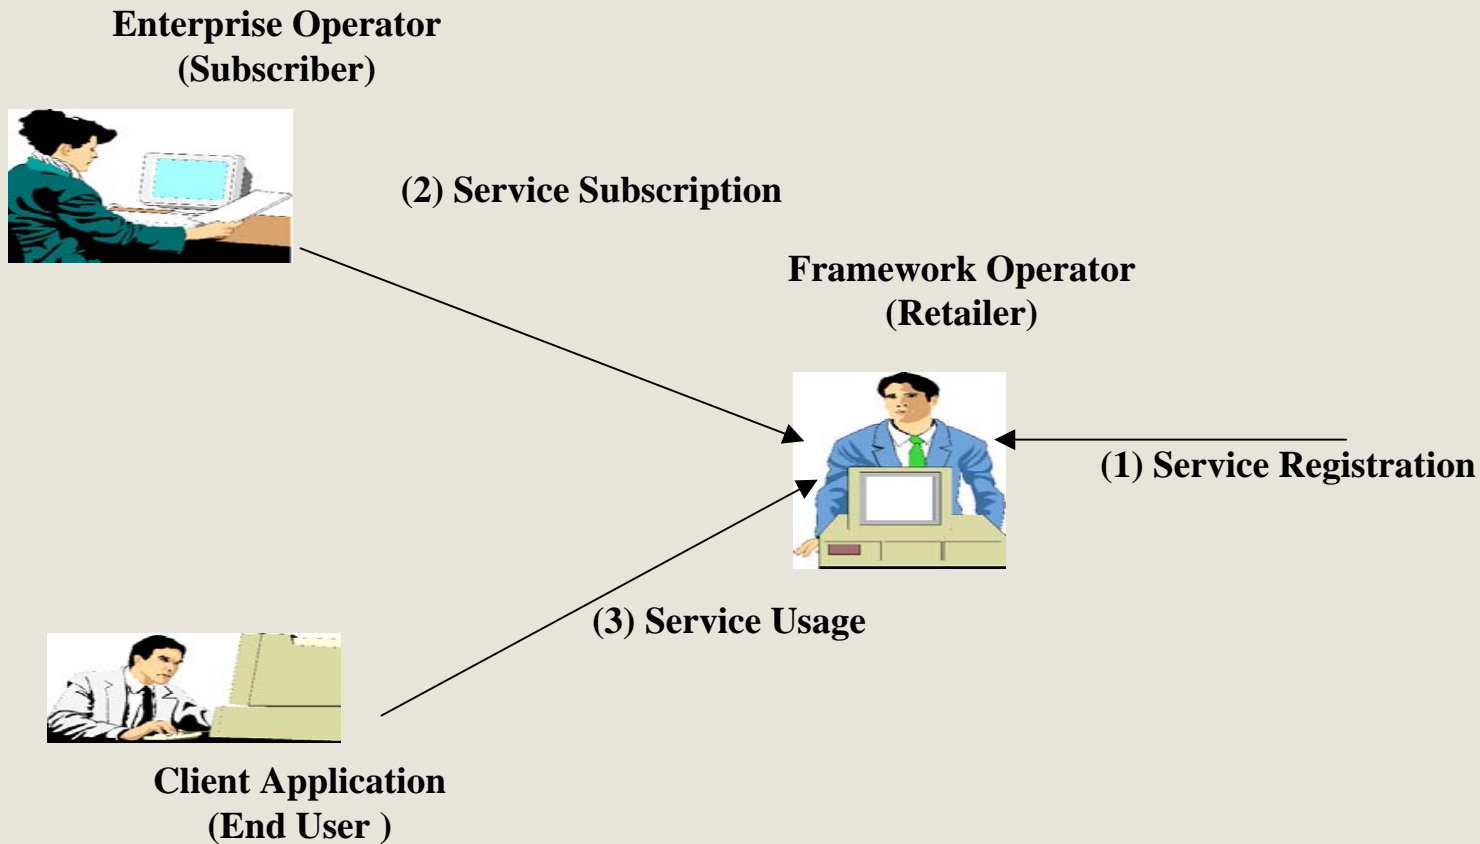 Enterprise Operator
(Subscriber)
(2) Service Subscription
Framework Operator
(Retailer)
(1) Service Registration
(3) Service Usage
Client Application
(End User )